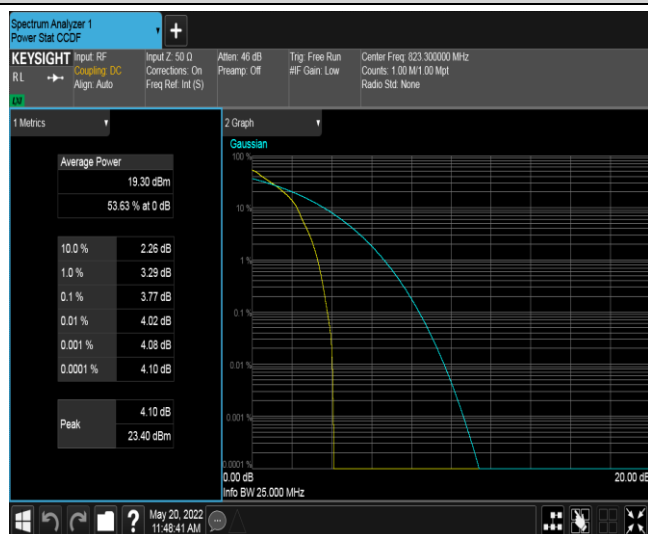 Spectrum Analyzer 1
Power Stat CCDF
+
KEYSIGHT
RL
LXI
Input: RF
Coupling: DC
Align: Auto
Input Z: 50 Ω
Corrections: On
Freq Ref: Int (S)
Atten: 46 dB
Preamp: Off
Trig: Free Run
#IF Gain: Low
Center Freq: 823.300000 MHz
Counts: 1.00 M/1.00 Mpt
Radio Std: None
1 Metrics
Average Power
19.30 dBm
53.63 % at 0 dB
10.0 % 2.26 dB
1.0 % 3.29 dB
0.1 % 3.77 dB
0.01 % 4.02 dB
0.001 % 4.08 dB
0.0001 % 4.10 dB
Peak
4.10 dB
23.40 dBm
2 Graph
Gaussian
100 %
10 %
1 %
0.1 %
0.01 %
0.001 %
0.0001 %
0.00 dB
20.00 dB
Info BW 25.000 MHz
?
May 20, 2022
11:48:41 AM